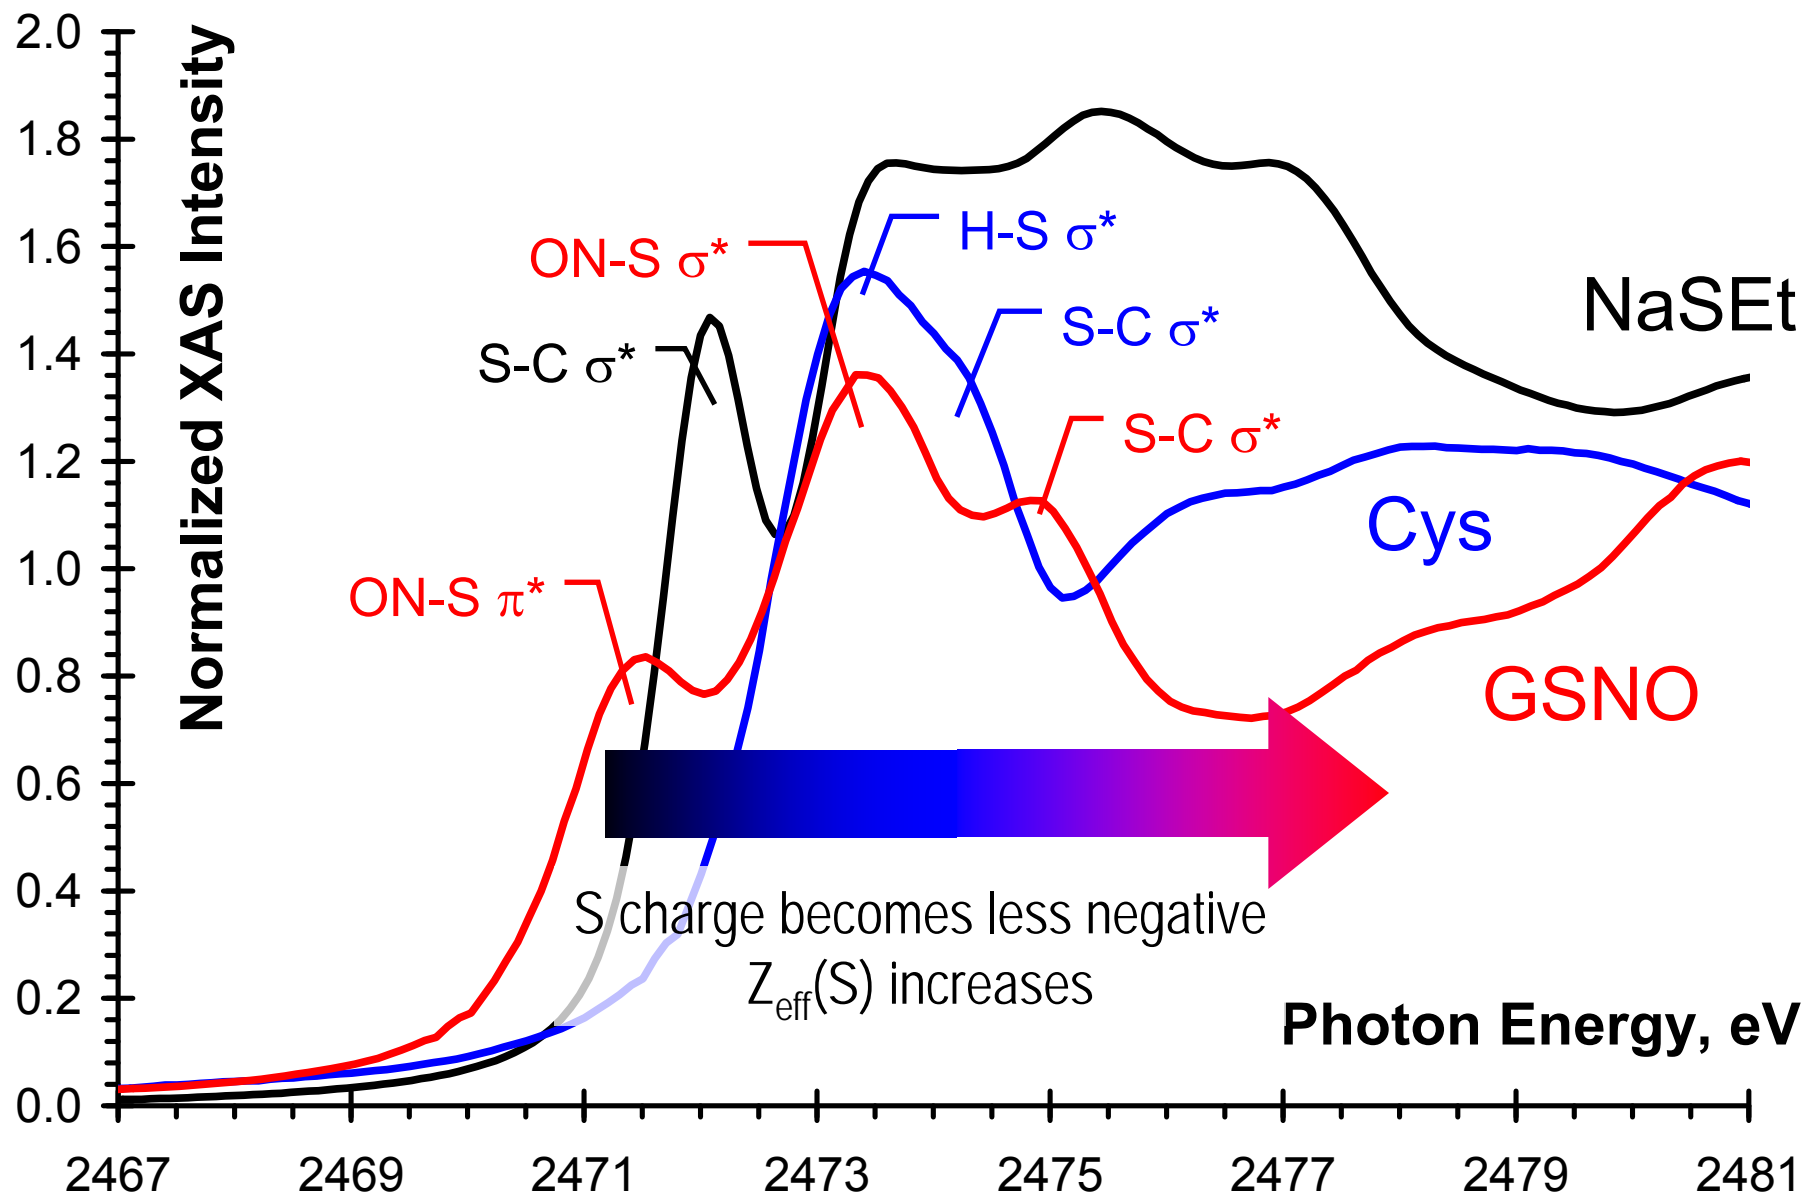 2.0
1.8
1.6
1.4
1.2
1.0
0.8
0.6
0.4
0.2
0.0
Normalized XAS Intensity
ON-S σ*
H-S σ*
S-C σ*
S-C σ*
S-C σ*
ON-S π*
NaSEt
Cys
GSNO
S charge becomes less negative
Zeff(S) increases
Photon Energy, eV
2467 2469 2471 2473 2475 2477 2479 2481